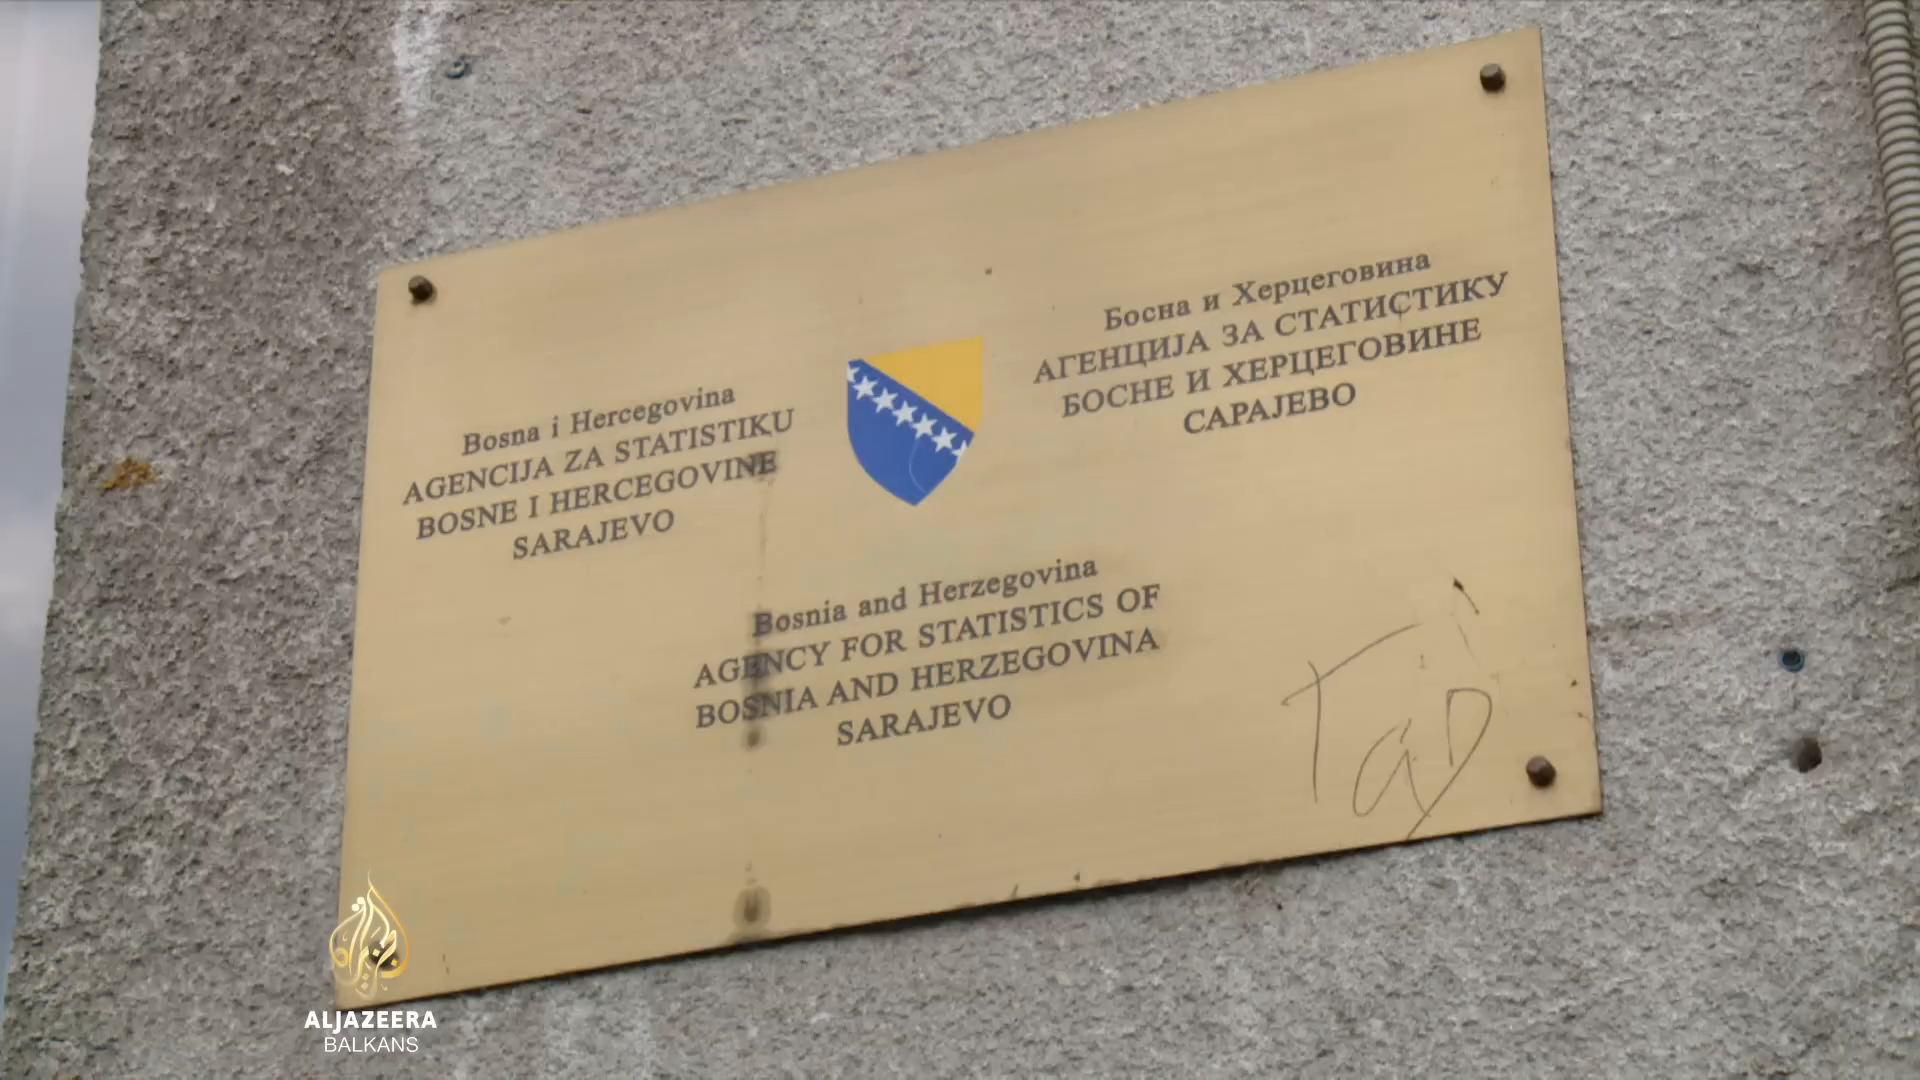 Bosna i Hercegovina
AGENCIJA ZA STATISTIKU
BOSNE I HERCEGOVINE
SARAJEVO
Босна и Херцеговина
АГЕНЦИЈА ЗА СТАТИСТИКУ
БОСНЕ И ХЕРЦЕГОВИНЕ
САРАЈЕВО
Bosnia and Herzegovina
AGENCY FOR STATISTICS OF
BOSNIA AND HERZEGOVINA
SARAJEVO
ALJAZEERA
BALKANS